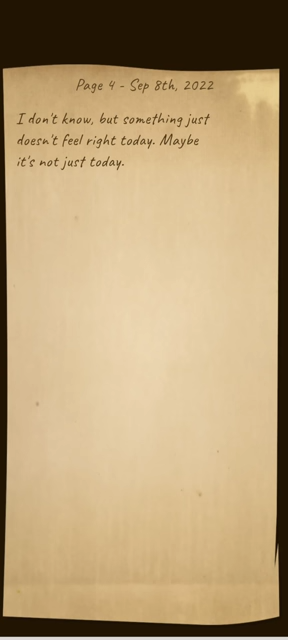 Page 4 - Sep 8th, 2022
I don't know, but something just
doesn't feel right today. Maybe
it's not just today.